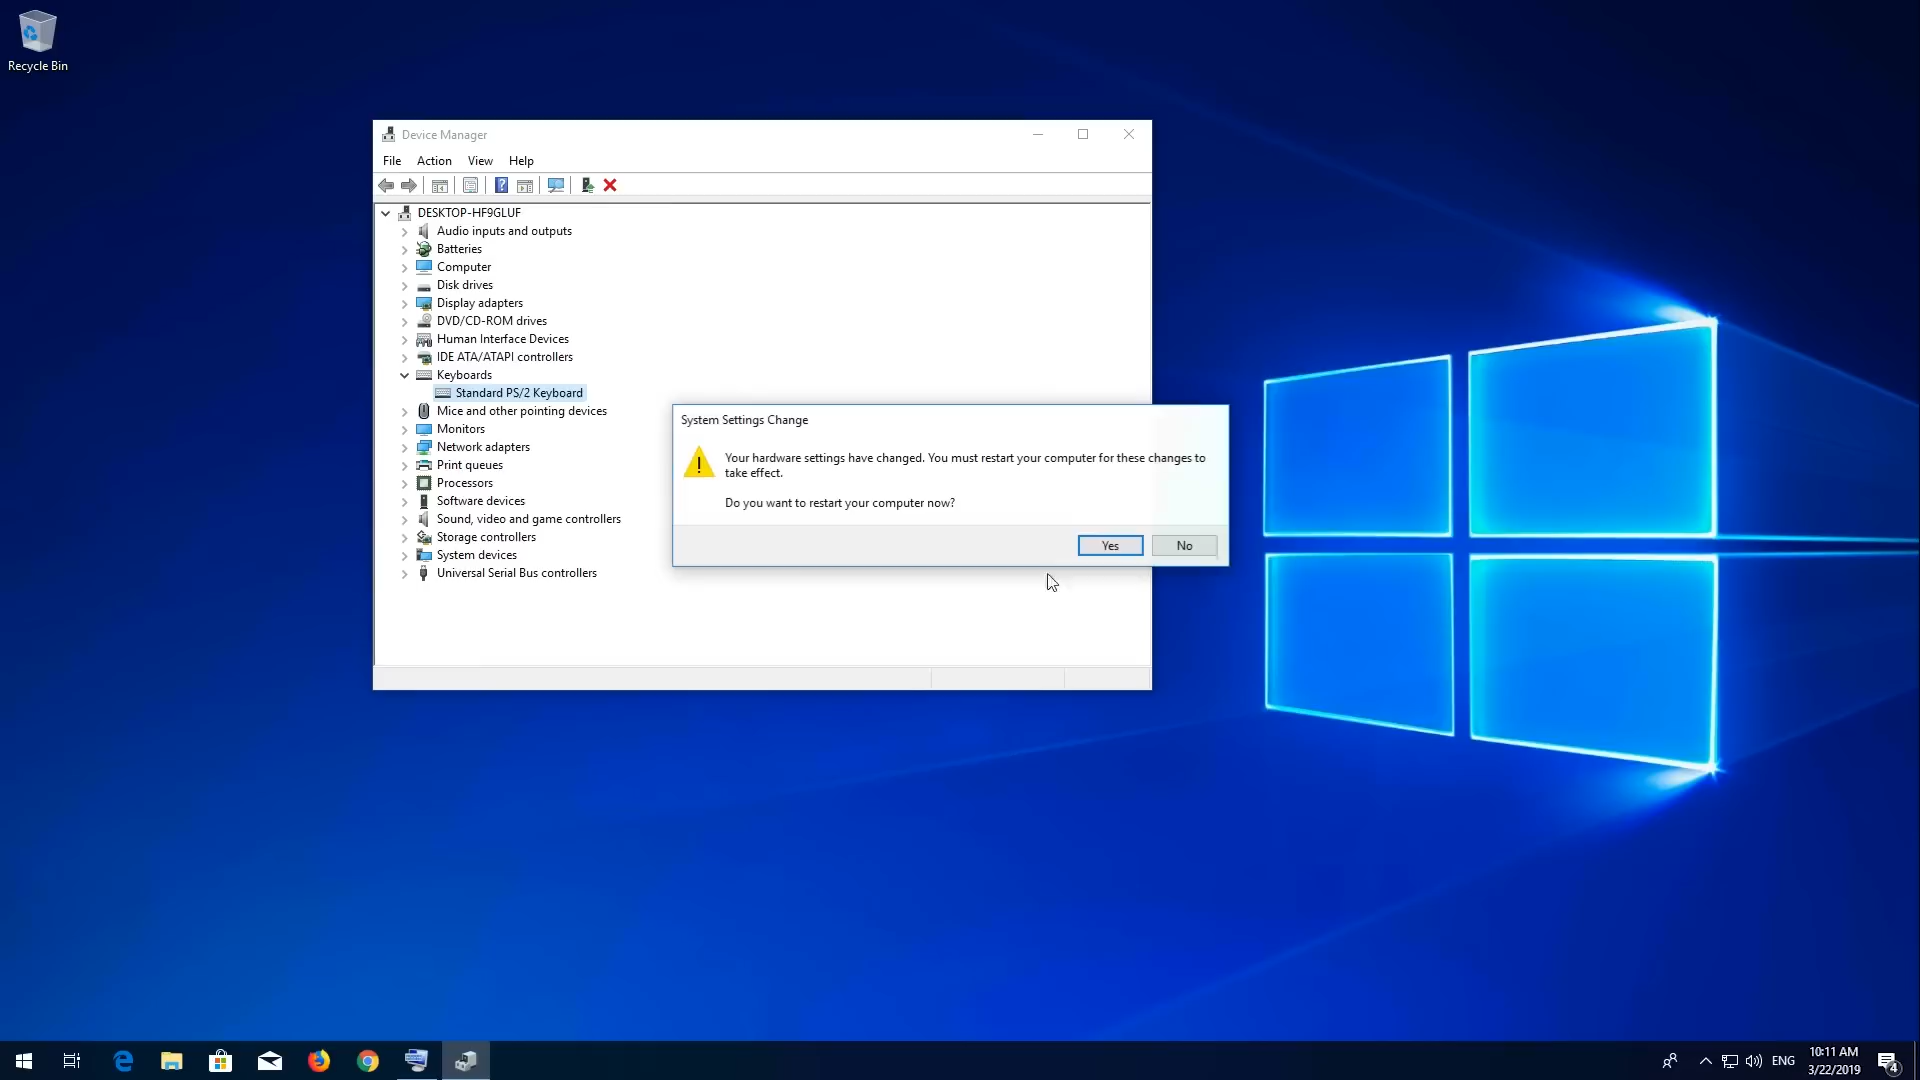 Recycle Bin
Device Manager
File Action View Help
DESKTOP-HF9GLUF
Audio inputs and outputs
Batteries
Computer
Disk drives
Display adapters
DVD/CD-ROM drives
Human Interface Devices
IDE ATA/ATAPI controllers
Keyboards
Standard PS/2 Keyboard
Mice and other pointing devices
Monitors
Network adapters
Print queues
Processors
Software devices
Sound, video and game controllers
Storage controllers
System devices
Universal Serial Bus controllers
System Settings Change
Your hardware settings have changed. You must restart your computer for these changes to
take effect.
Do you want to restart your computer now?
Yes No
ENG
10:11 AM
3/22/2019
4